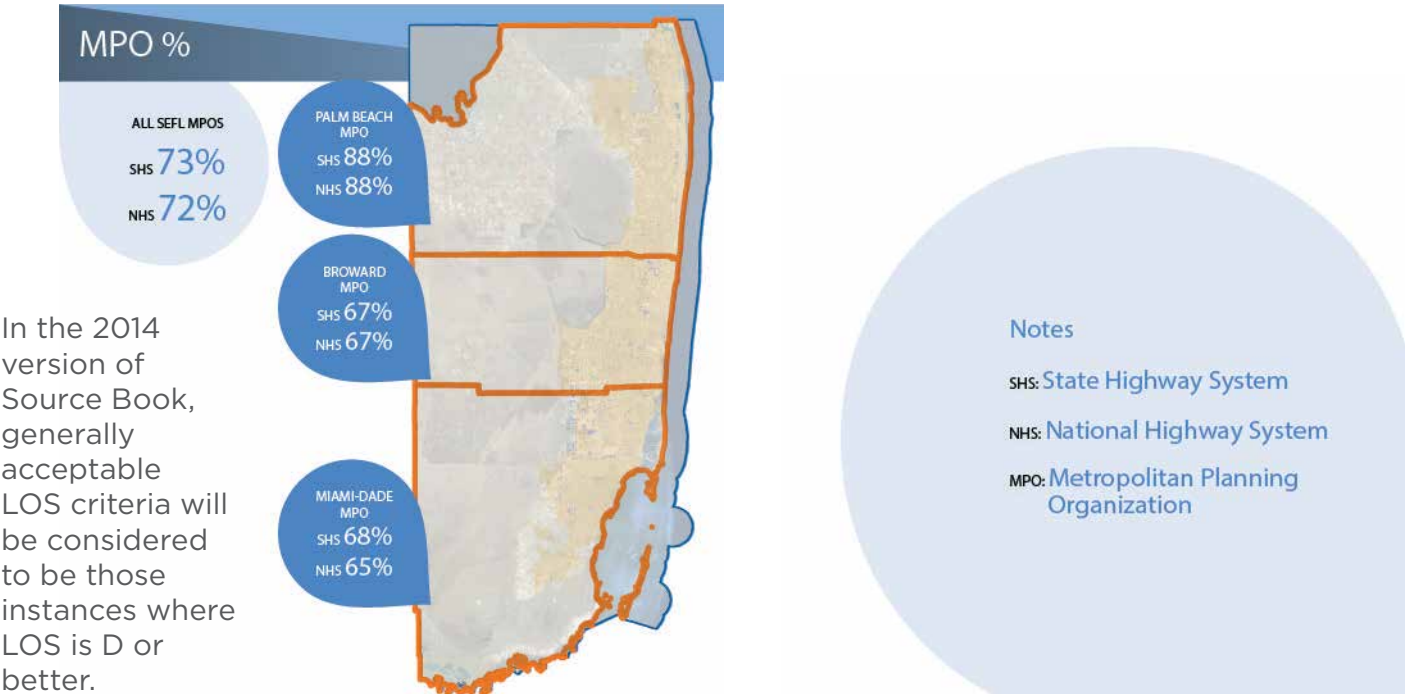 MPO %
ALL SEFL MPOS
SHS 73%
NHS 72%
PALM BEACH
MPO
SHS 88%
NHS 88%
BROWARD
MPO
SHS 67%
NHS 67%
MIAMI-DADE
MPO
SHS 68%
NHS 65%
In the 2014
version of
Source Book,
generally
acceptable
LOS criteria will
be considered
to be those
instances where
LOS is D or
better.
Notes
SHS: State Highway System
NHS: National Highway System
MPO: Metropolitan Planning
Organization